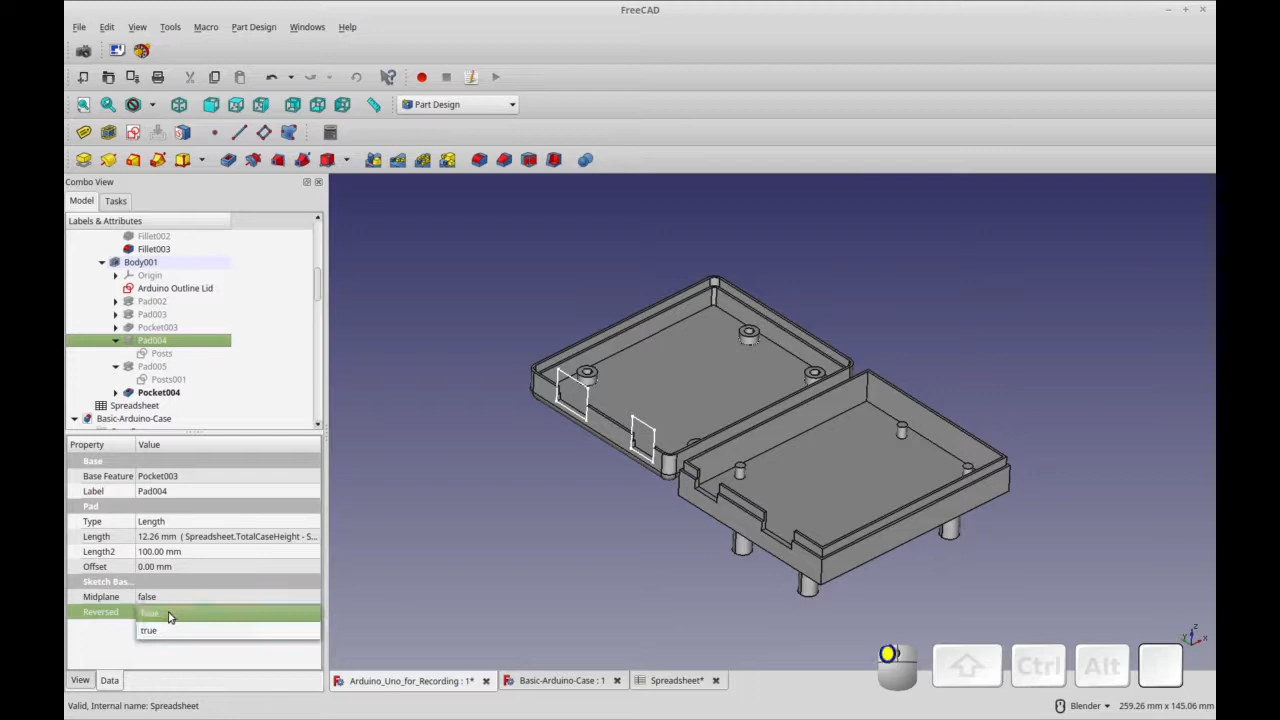 FreeCAD
File Edit View Tools Macro Part Design Windows Help
Part Design
Combo View
Model Tasks
Labels & Attributes
Fillet002
Fillet003
Body001
Origin
Arduino Outline Lid
Pad002
Pad003
Pocket003
Pad004
Posts
Pad005
Posts001
Pocket004
Spreadsheet
Basic-Arduino-Case
Property Value
Base
Base Feature Pocket003
Label Pad004
Pad
Type Length
Length 12.26 mm ( Spreadsheet.TotalCaseHeight - S...
Length2 100.00 mm
Offset 0.00 mm
Sketch Bas...
Midplane false
Reversed false
true
Ctrl Alt
View Data
Arduino_Uno_for_Recording : 1* Basic-Arduino-Case : 1 Spreadsheet*
Valid, Internal name: Spreadsheet
Blender 259.26 mm x 145.06 mm